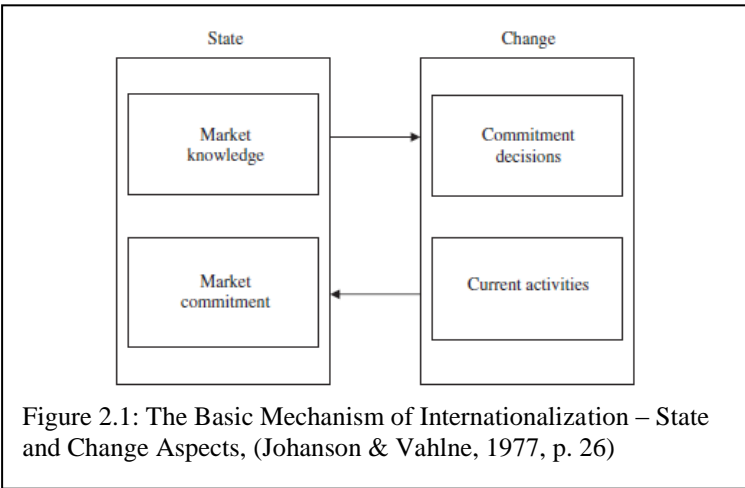 State
Change
Market
knowledge
Commitment
decisions
Market
commitment
Current activities
Figure 2.1: The Basic Mechanism of Internationalization – State
and Change Aspects, (Johanson & Vahlne, 1977, p. 26)